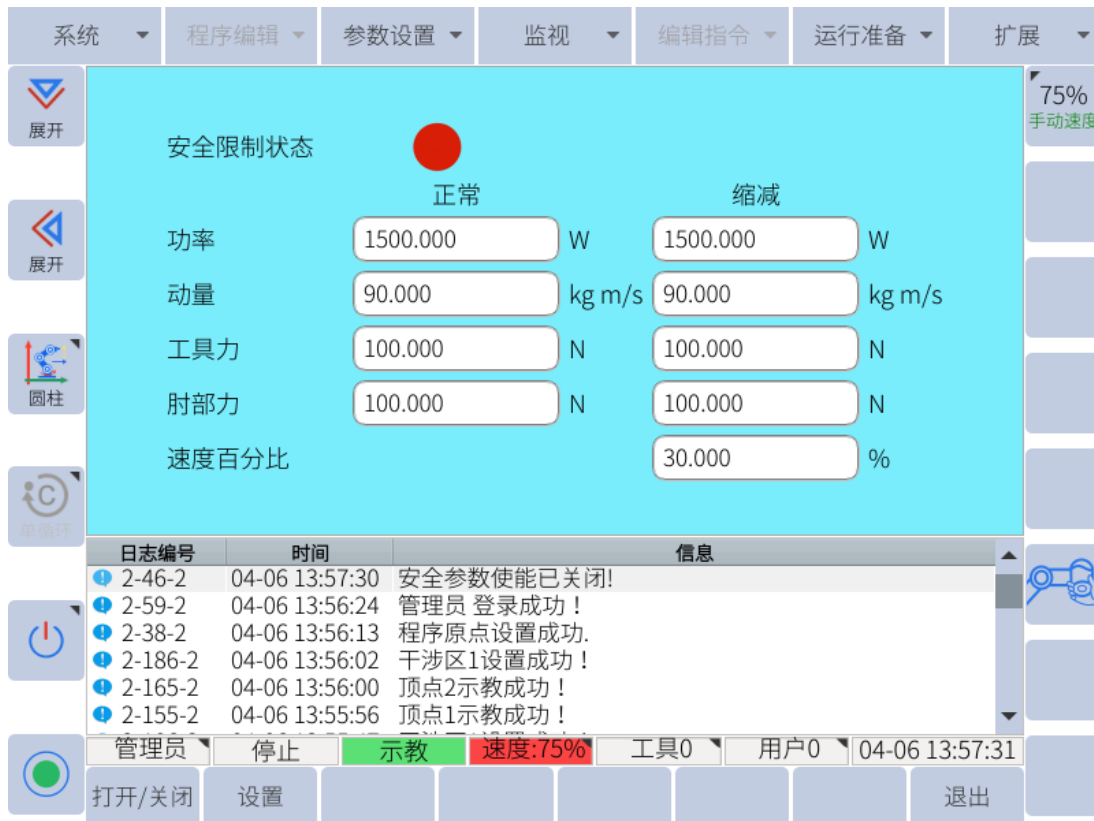 系统 程序编辑 参数设置 监视 编辑指令 运行准备 扩展
展开
75%
手动速度
安全限制状态
正常 缩减
展开
功率 1500.000 W 1500.000 W
动量 90.000 kg m/s 90.000 kg m/s
工具力 100.000 N 100.000 N
圆柱
肘部力 100.000 N 100.000 N
速度百分比 30.000 %
单循环
日志编号 时间 信息
2-46-2 04-06 13:57:30 安全参数使能已关闭!
2-59-2 04-06 13:56:24 管理员 登录成功！
2-38-2 04-06 13:56:13 程序原点设置成功.
2-186-2 04-06 13:56:02 干涉区1设置成功！
2-165-2 04-06 13:56:00 顶点2示教成功！
2-155-2 04-06 13:55:56 顶点1示教成功！
管理员 停止 示教 速度:75% 工具0 用户0 04-06 13:57:31
打开/关闭 设置 退出